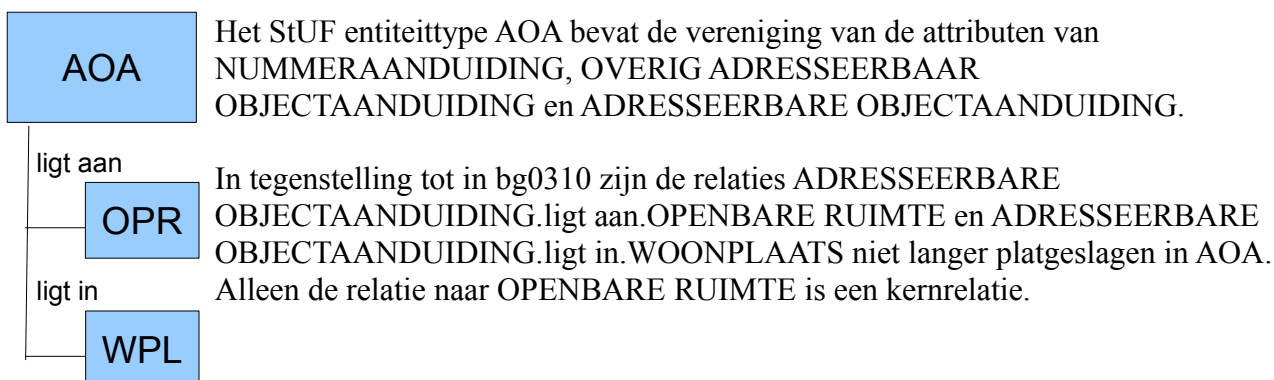 AOA
Het StUF entiteittype AOA bevat de vereniging van de attributen van
NUMMERAANDUIDING, OVERIG ADRESSEERBAAR
OBJECTAANDUIDING en ADRESSEERBARE OBJECTAANDUIDING.
ligt aan
OPR
In tegenstelling tot in bg0310 zijn de relaties ADRESSEERBARE
OBJECTAANDUIDING.ligt aan.OPENBARE RUIMTE en ADRESSEERBARE
OBJECTAANDUIDING.ligt in.WOONPLAATS niet langer platgeslagen in AOA.
Alleen de relatie naar OPENBARE RUIMTE is een kernrelatie.
ligt in
WPL